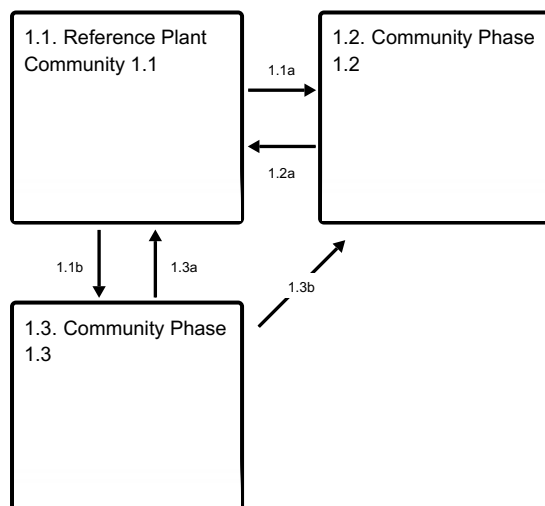 1.1. Reference Plant
Community 1.1
1.2. Community Phase
1.2
1.1a
1.2a
1.1b
1.3a
1.3b
1.3. Community Phase
1.3